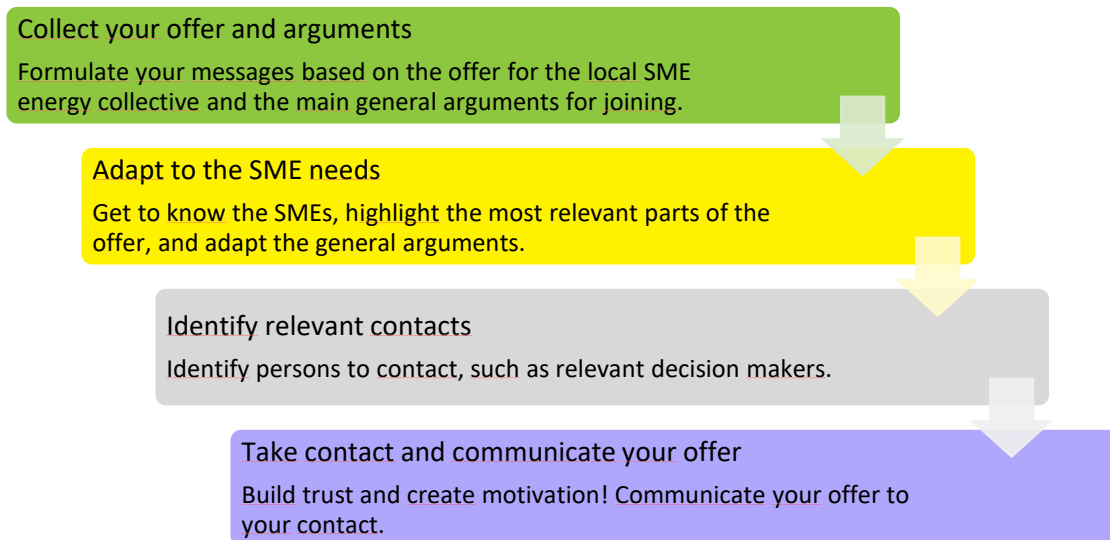 Collect your offer and arguments
Formulate your messages based on the offer for the local SME
energy collective and the main general arguments for joining.
Adapt to the SME needs
Get to know the SMEs, highlight the most relevant parts of the
offer, and adapt the general arguments.
Identify relevant contacts
Identify persons to contact, such as relevant decision makers.
Take contact and communicate your offer
Build trust and create motivation! Communicate your offer to
your contact.